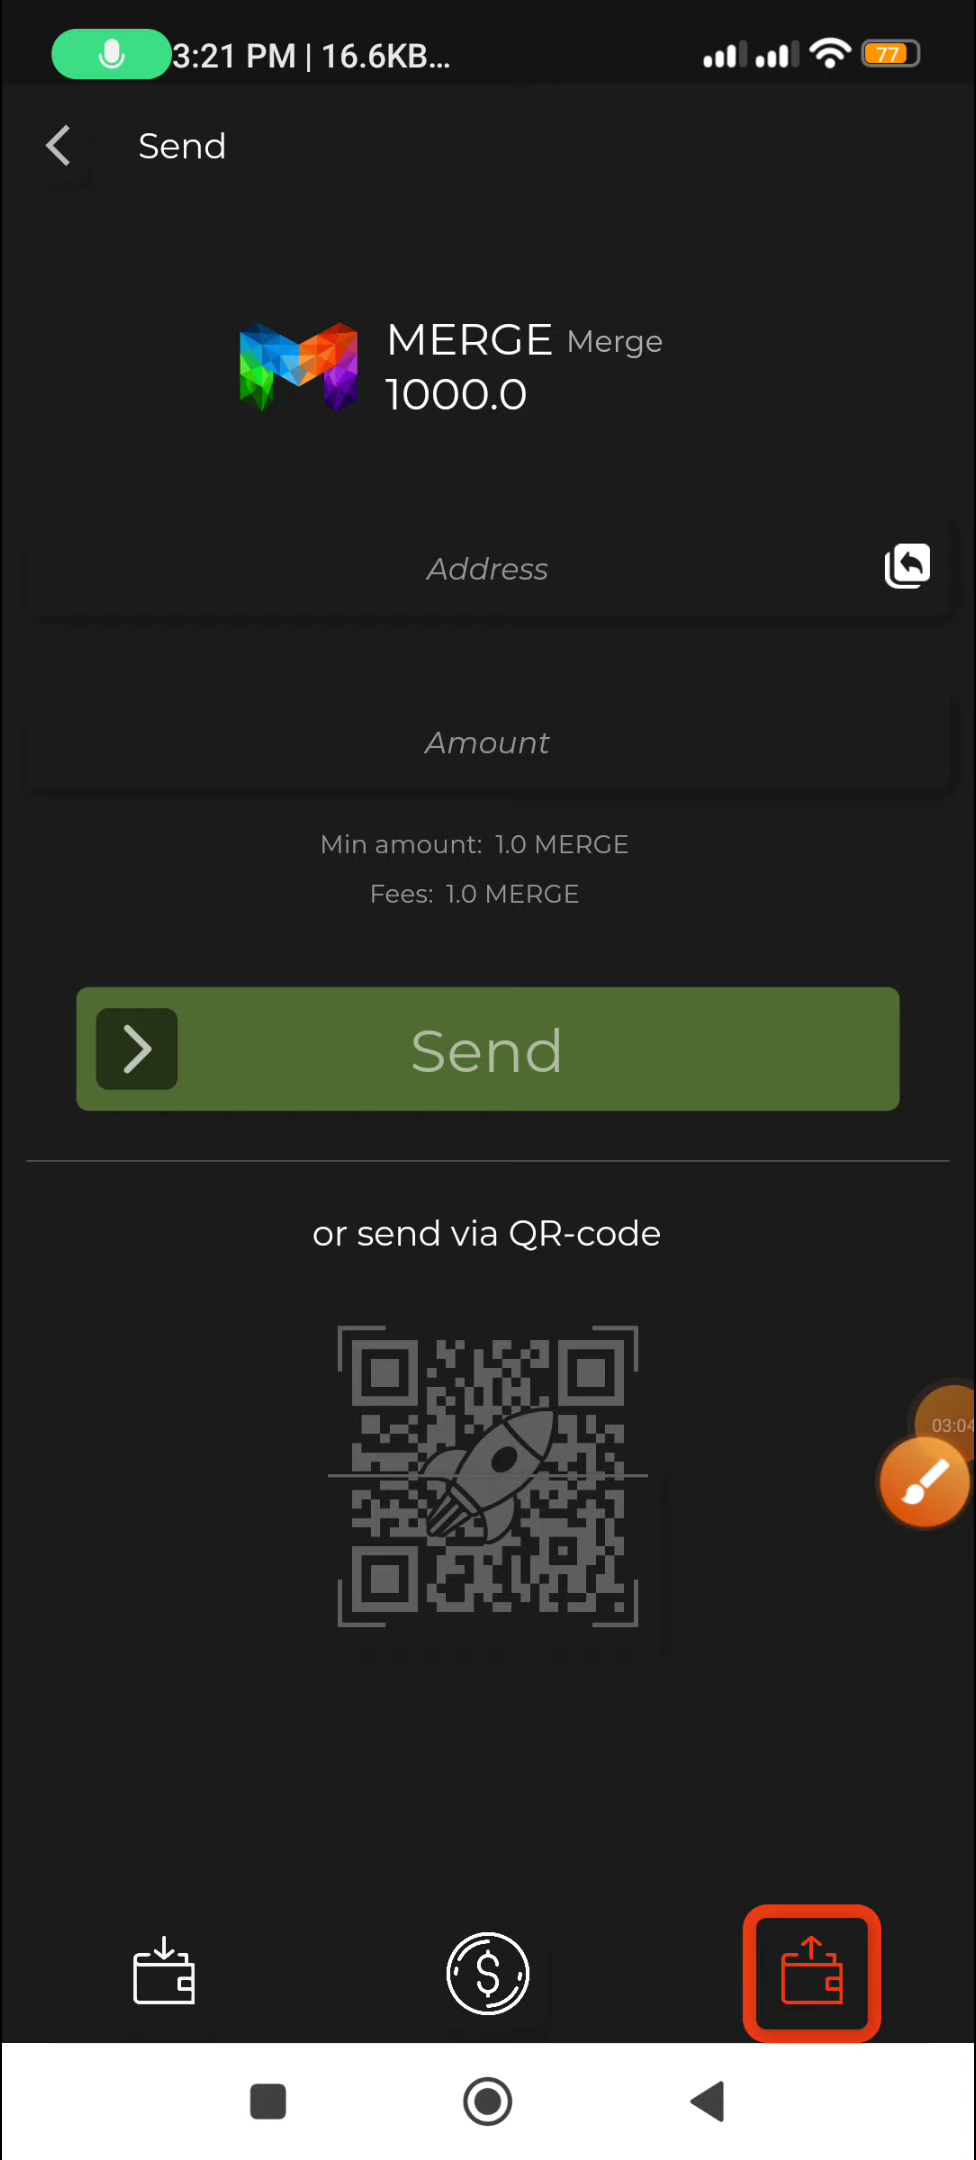 3:21 PM | 16.6KB...
77
Send
MERGE Merge
1000.0
Address
Amount
Min amount: 1.0 MERGE
Fees: 1.0 MERGE
Send
or send via QR-code
03:04